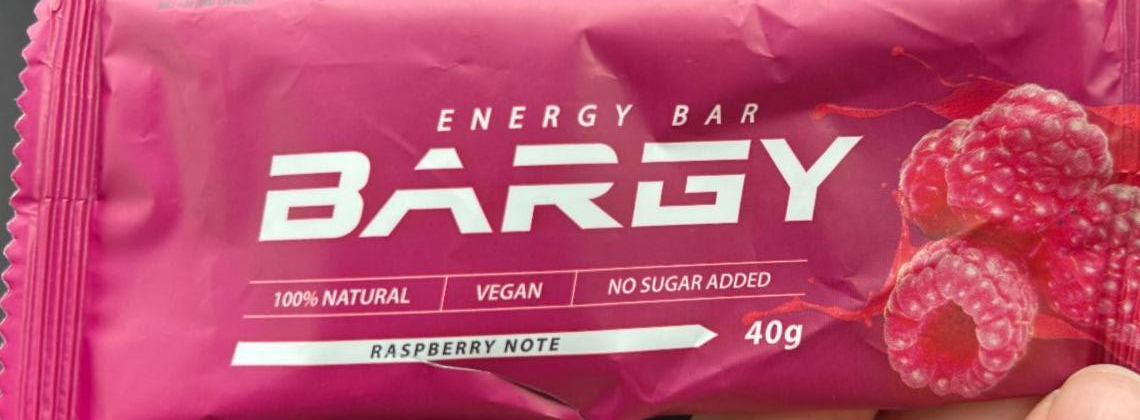 ENERGY BAR
BARGY
100% NATURAL VEGAN NO SUGAR ADDED
RASPBERRY NOTE 40g